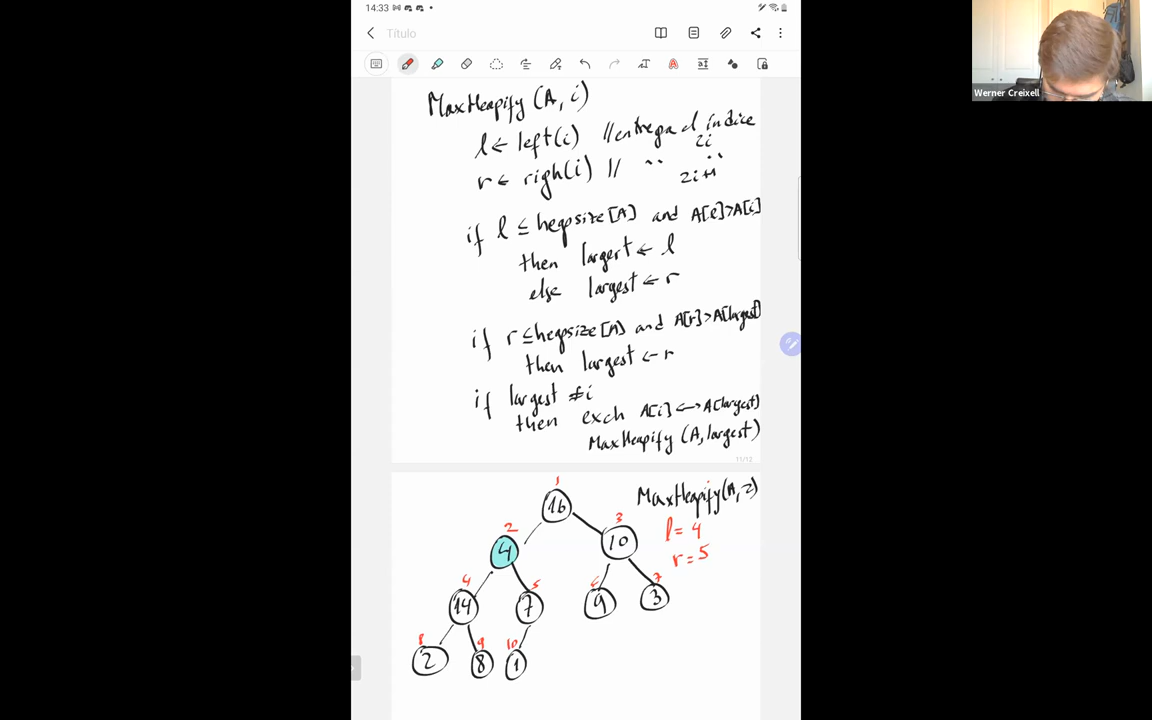 14:33
Título
Werner Creixell
MaxHeapify (A, i)
l ← left(i) //entrega el índice 2i
r ← righ(i) // '' '' 2i+1
if l ≤ heapsize[A] and A[l]>A[i]
then largest ← l
else largest ← r
if r ≤ heapsize[A] and A[r]>A[largest]
then largest ← r
if largest ≠ i
then exch A[i] ↔ A[largest]
MaxHeapify (A, largest)
11/12
MaxHeapify(A, 2)
l = 4
r = 5
1
16
2 3
4 10
4 5 6 7
14 7 9 3
8 9 10
2 8 1